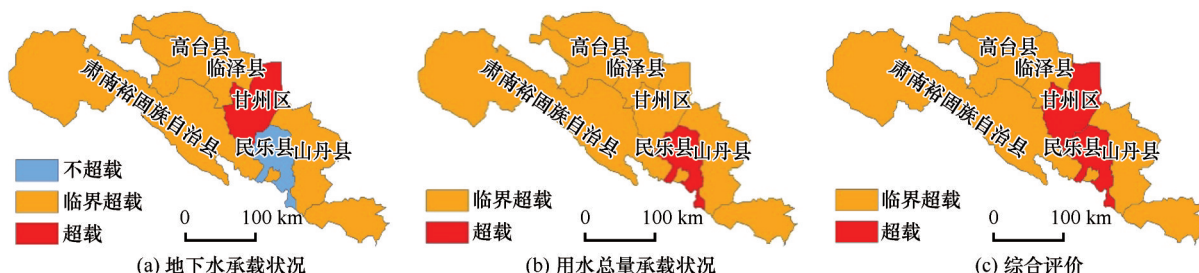 高台县
临泽县
肃南裕固族自治县
甘州区
民乐县
山丹县
不超载
临界超载
超载
0 100 km
(a) 地下水承载状况
高台县
临泽县
肃南裕固族自治县
甘州区
民乐县
山丹县
临界超载
超载
0 100 km
(b) 用水总量承载状况
高台县
临泽县
肃南裕固族自治县
甘州区
民乐县
山丹县
临界超载
超载
0 100 km
(c) 综合评价